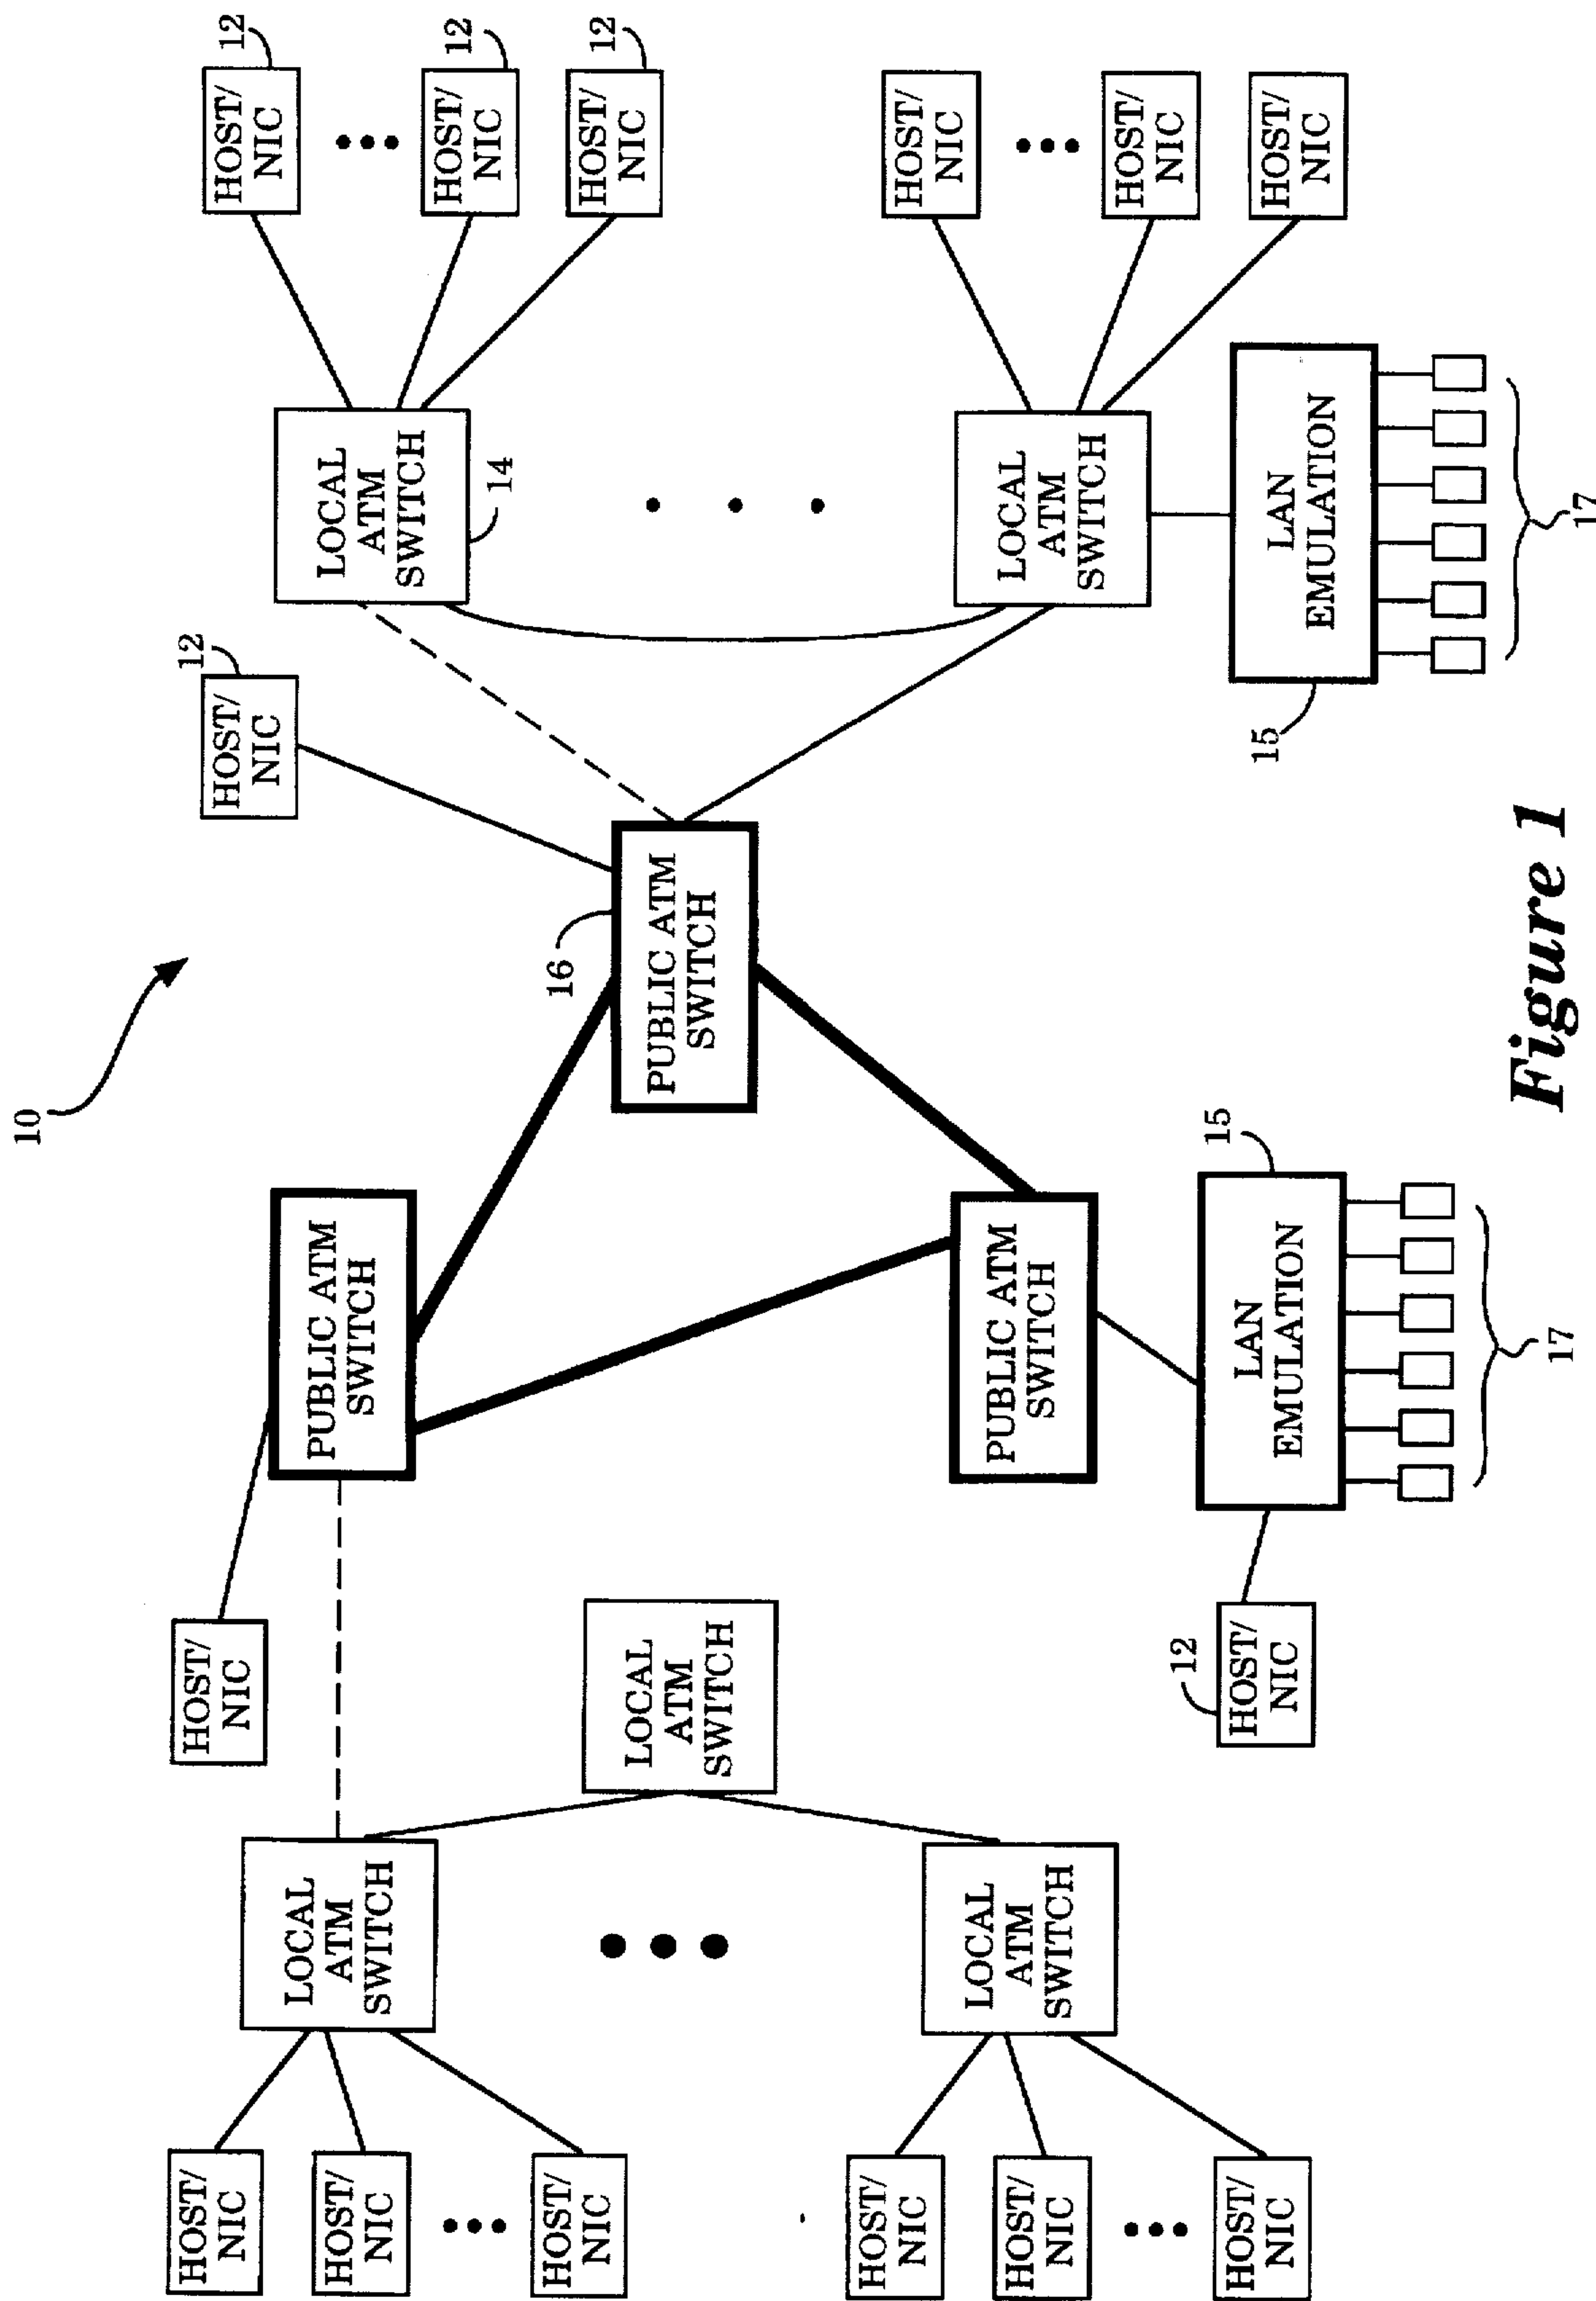 10
HOST/
NIC
HOST/
NIC
HOST/
NIC
LOCAL
ATM
SWITCH
HOST/
NIC
HOST/
NIC
HOST/
NIC
LOCAL
ATM
SWITCH
LOCAL
ATM
SWITCH
HOST/
NIC
PUBLIC ATM
SWITCH
PUBLIC ATM
SWITCH
12
HOST/
NIC
15
LAN
EMULATION
17
16
PUBLIC ATM
SWITCH
12
HOST/
NIC
LOCAL
ATM
SWITCH
14
12
HOST/
NIC
12
HOST/
NIC
12
HOST/
NIC
LOCAL
ATM
SWITCH
HOST/
NIC
HOST/
NIC
HOST/
NIC
15
LAN
EMULATION
17
Figure 1